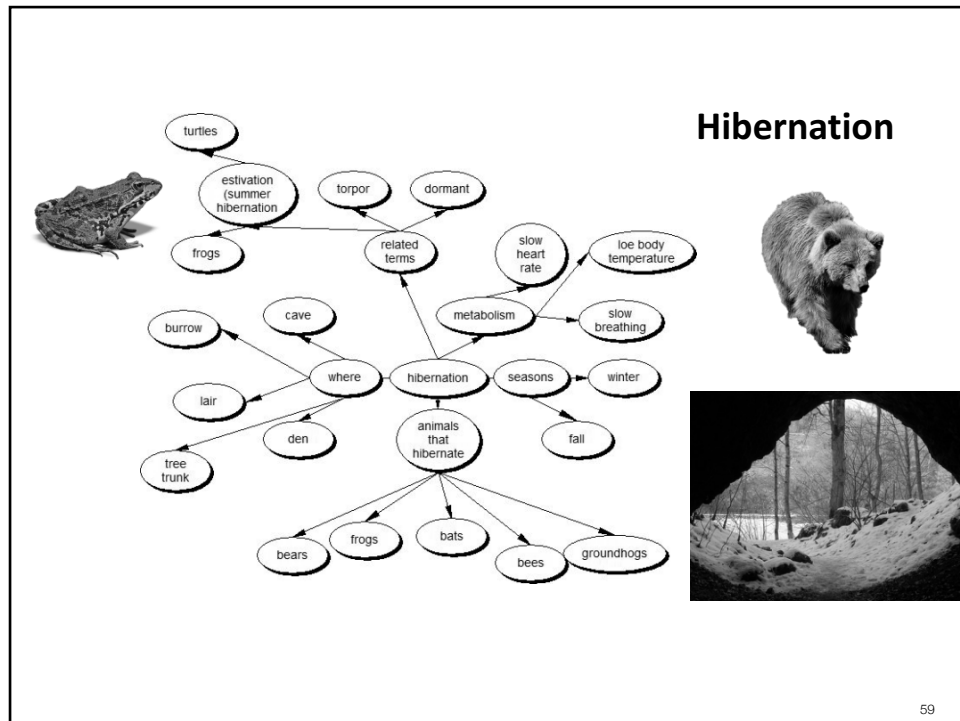 Hibernation
turtles
estivation
(summer
hibernation
torpor
dormant
frogs
related
terms
slow
heart
rate
loe body
temperature
metabolism
slow
breathing
burrow
cave
where
hibernation
seasons
winter
lair
den
animals
that
hibernate
fall
tree
trunk
bears
frogs
bats
bees
groundhogs
59